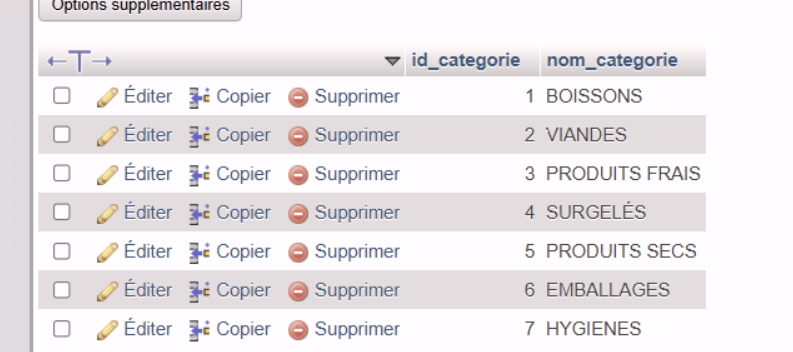 Options supplémentaires
id_categorie nom_categorie
Éditer Copier Supprimer 1 BOISSONS
Éditer Copier Supprimer 2 VIANDES
Éditer Copier Supprimer 3 PRODUITS FRAIS
Éditer Copier Supprimer 4 SURGELÉS
Éditer Copier Supprimer 5 PRODUITS SECS
Éditer Copier Supprimer 6 EMBALLAGES
Éditer Copier Supprimer 7 HYGIENES